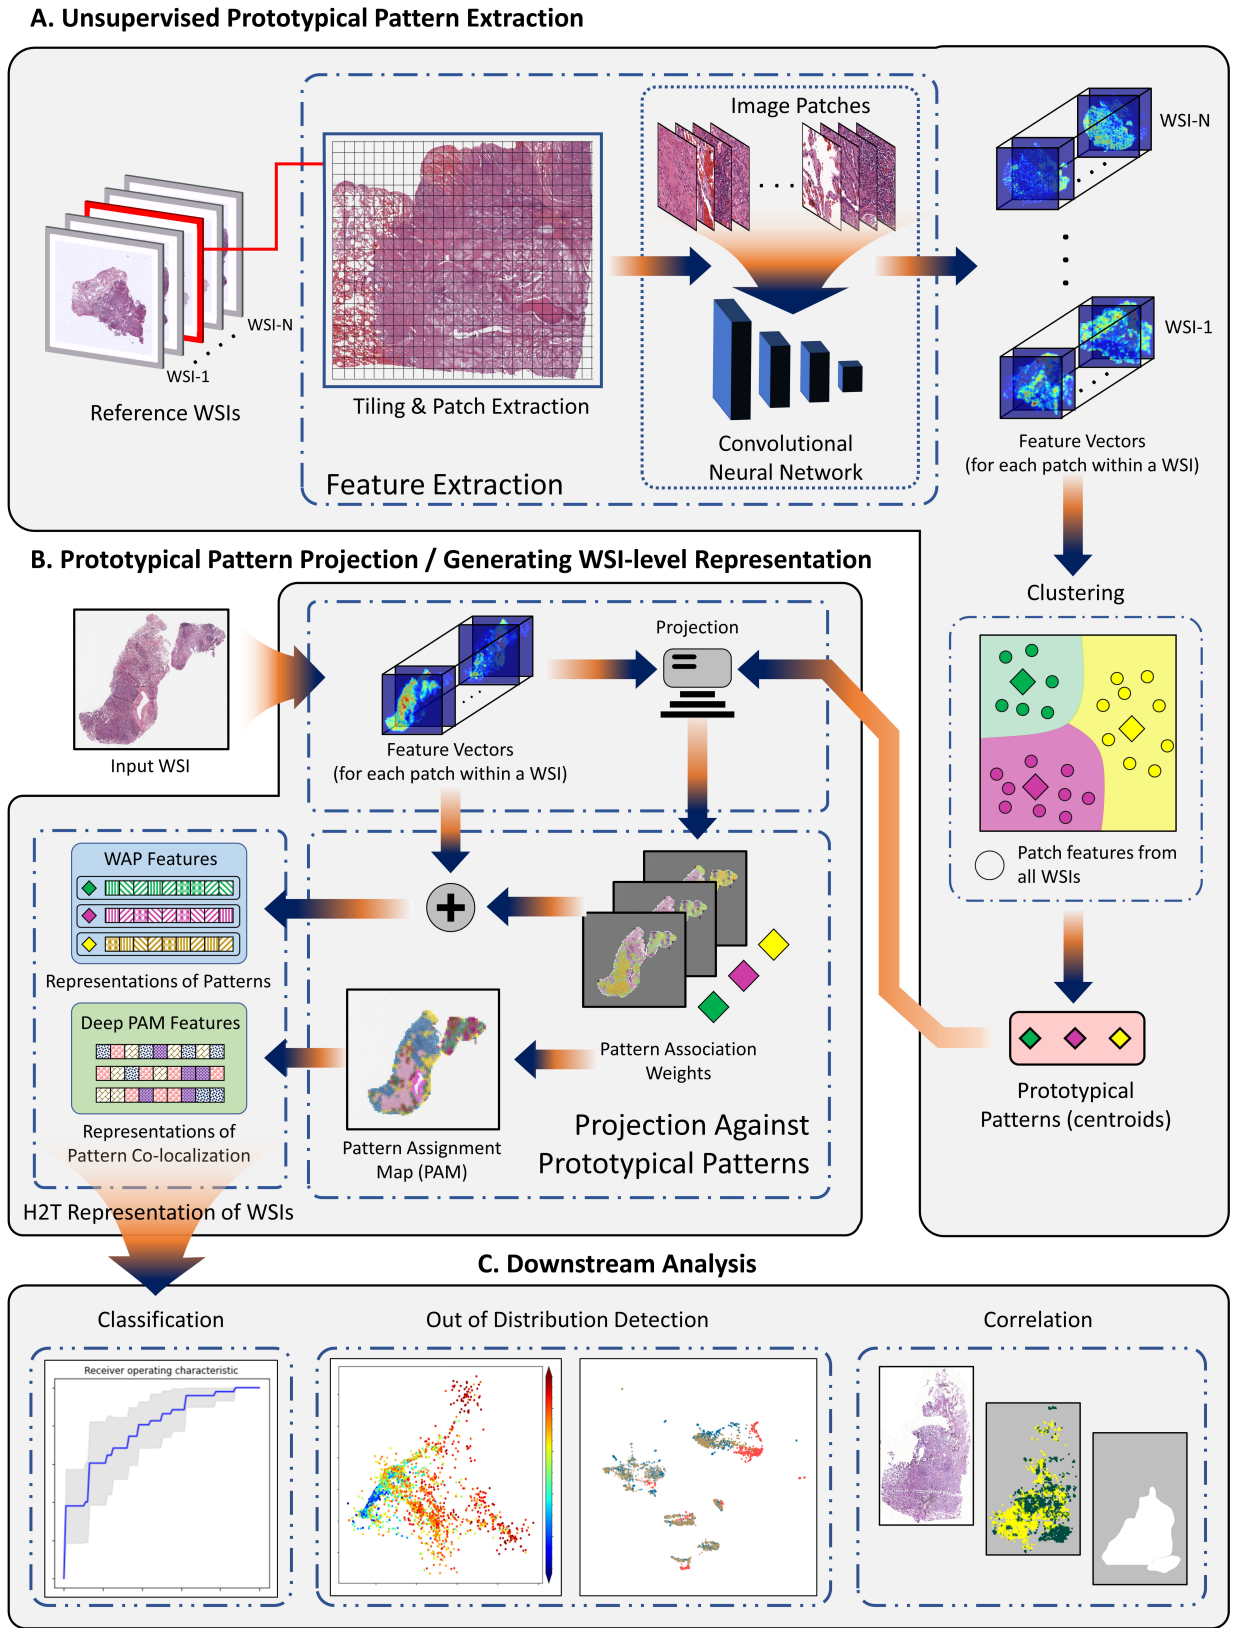 A. Unsupervised Prototypical Pattern Extraction
Image Patches
WSI-N
WSI-N
WSI-1
Reference WSIs
Tiling & Patch Extraction
Convolutional
Neural Network
Feature Extraction
WSI-1
Feature Vectors
(for each patch within a WSI)
Clustering
Patch features from
all WSIs
Prototypical
Patterns (centroids)
B. Prototypical Pattern Projection / Generating WSI-level Representation
Input WSI
Feature Vectors
(for each patch within a WSI)
Projection
WAP Features
Representations of Patterns
Deep PAM Features
Representations of
Pattern Co-localization
H2T Representation of WSIs
Pattern Association
Weights
Pattern Assignment
Map (PAM)
Projection Against
Prototypical Patterns
C. Downstream Analysis
Classification
Receiver operating characteristic
Out of Distribution Detection
Correlation